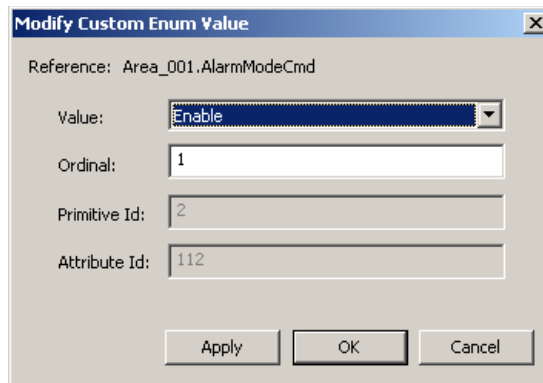 Modify Custom Enum Value
Reference: Area_001.AlarmModeCmd
Value: Enable
Ordinal: 1
Primitive Id: 2
Attribute Id: 112
Apply OK Cancel